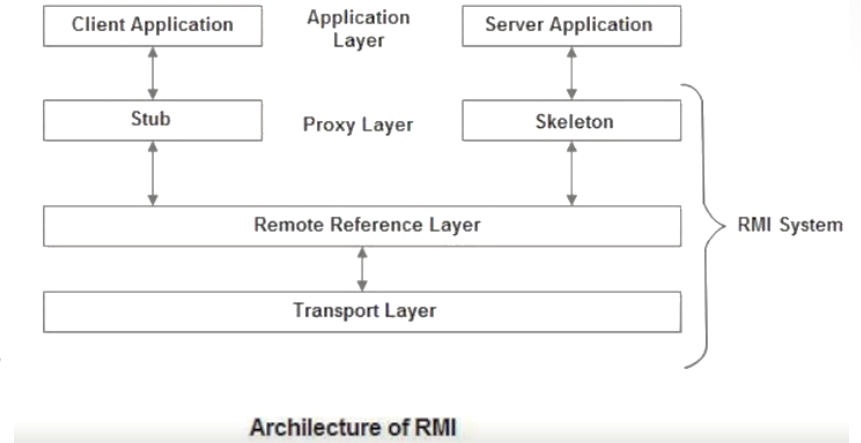 Client Application
Application
Layer
Server Application
Stub
Proxy Layer
Skeleton
Remote Reference Layer
RMI System
Transport Layer
Archilecture of RMI